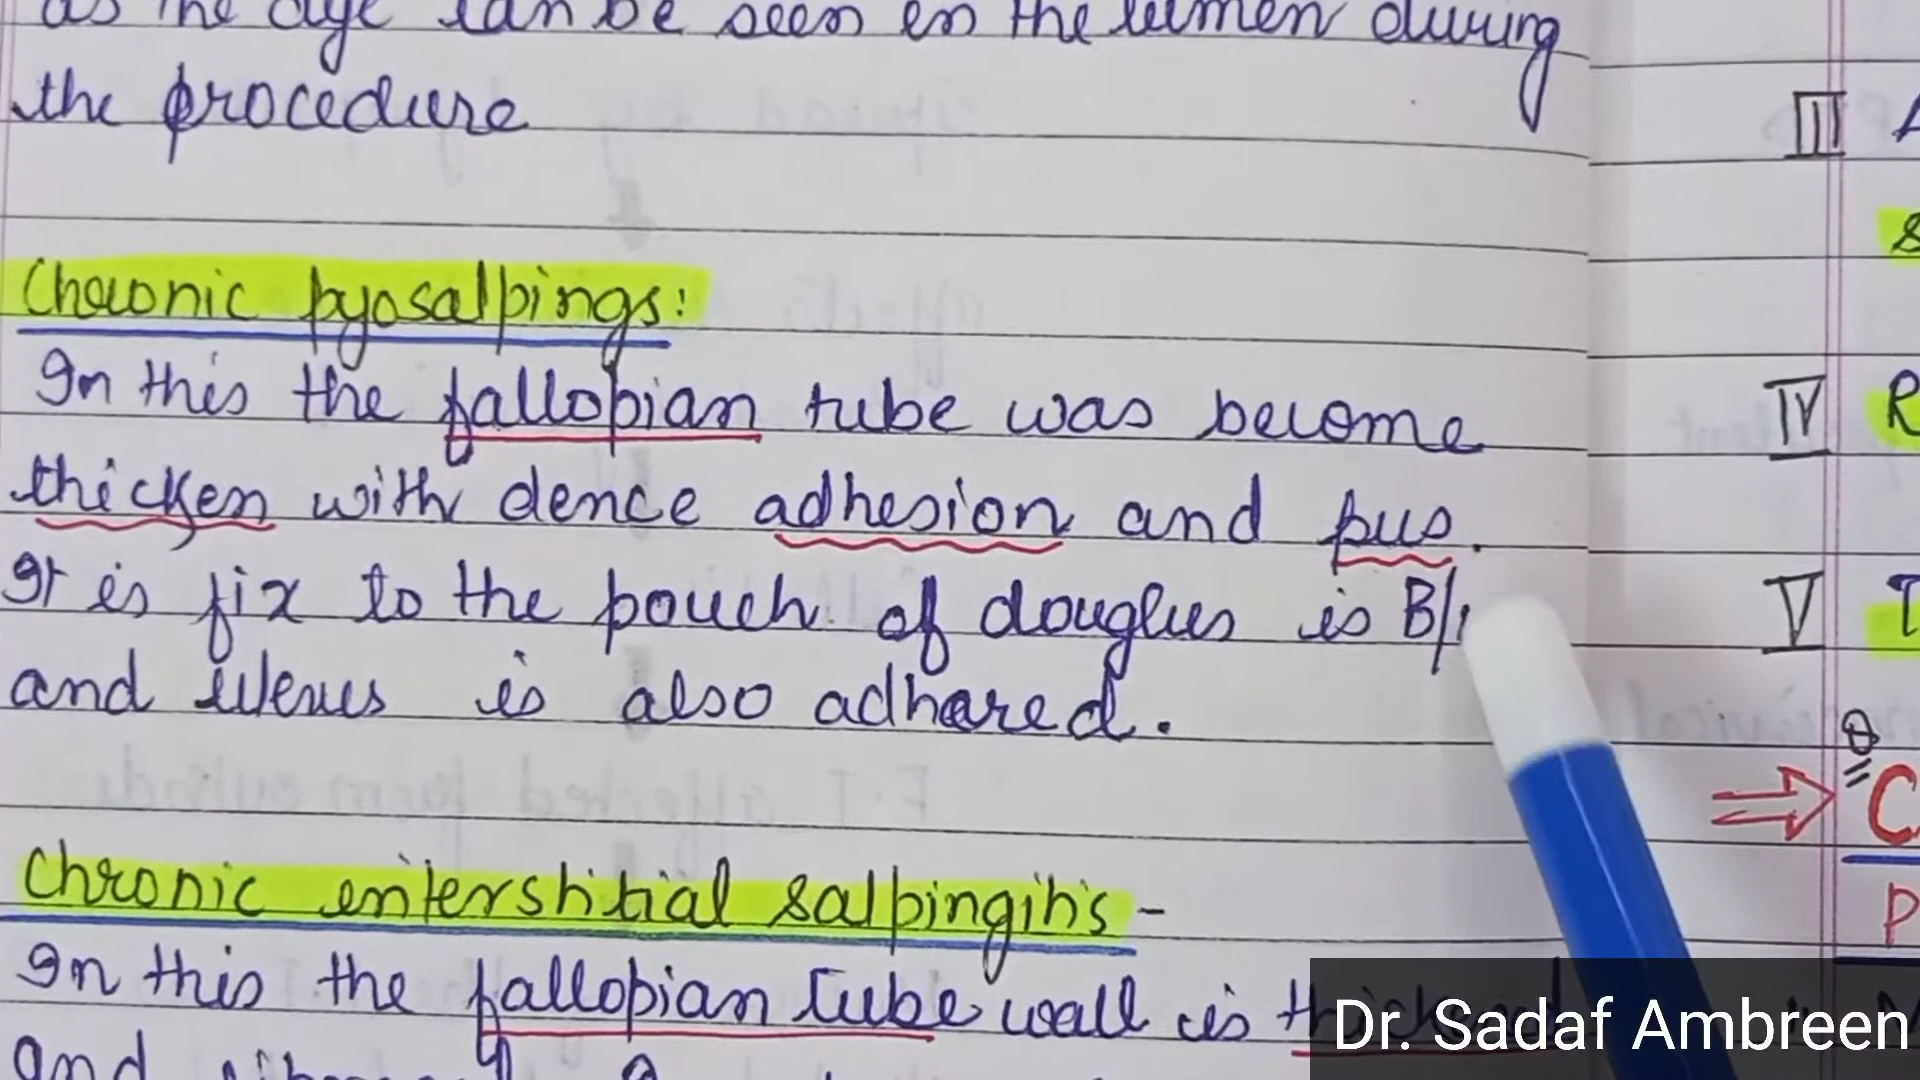 as the dye can be seen in the lumen during
the procedure
III
Chronic pyosalpings:
In this the fallopian tube was become
IV R
thicken with dence adhesion and pus.
It is fix to the pouch of douglus is B/
V T
and uterus is also adhared.
Chronic interstitial salpingitis -
In this the fallopian tube wall is
and
Dr. Sadaf Ambreen